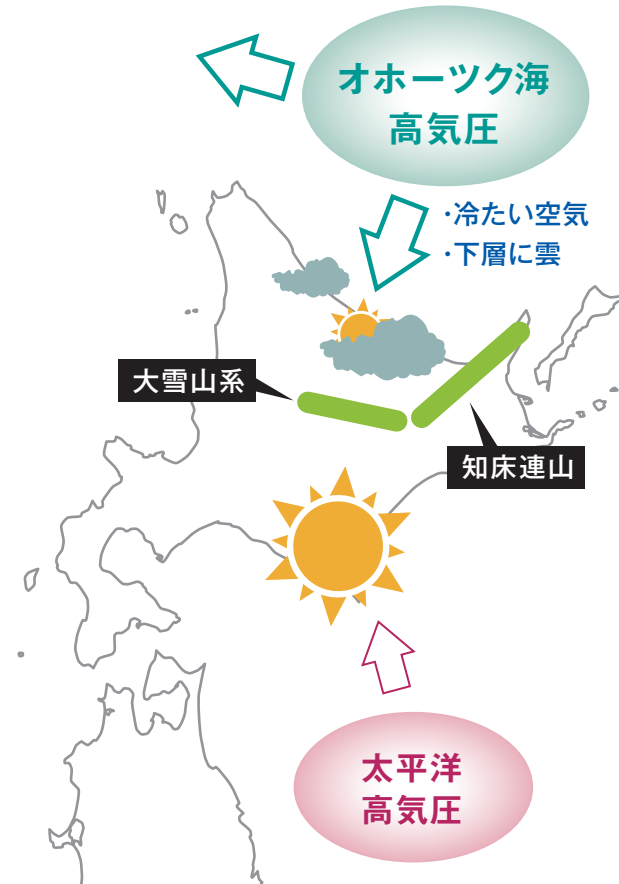 オホーツク海
高気圧
・冷たい空気
・下層に雲
大雪山系
知床連山
太平洋
高気圧